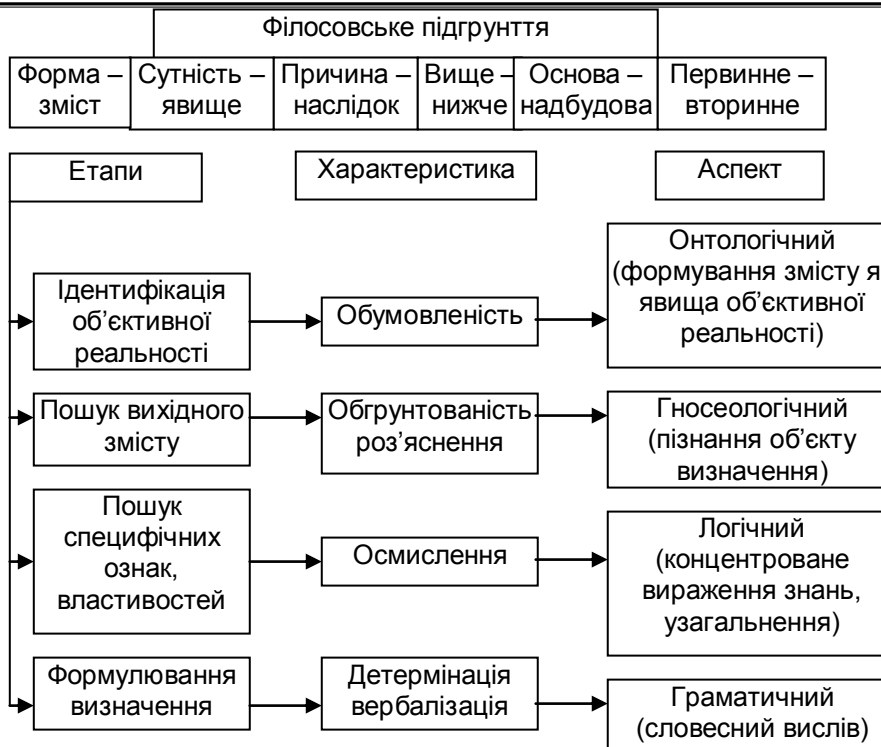 Філосовське підгрунття
Форма –
зміст
Сутність –
явище
Причина –
наслідок
Вище –
нижче
Основа –
надбудова
Первинне –
вторинне
Етапи
Характеристика
Аспект
Ідентифікація
об’єктивної
реальності
Обумовленість
Онтологічний
(формування змісту я
явища об’єктивної
реальності)
Пошук вихідного
змісту
Обгрунтованість
роз’яснення
Гносеологічний
(пізнання об’єкту
визначення)
Пошук
специфічних
ознак,
властивостей
Осмислення
Логічний
(концентроване
вираження знань,
узагальнення)
Формулювання
визначення
Детермінація
вербалізація
Граматичний
(словесний вислів)